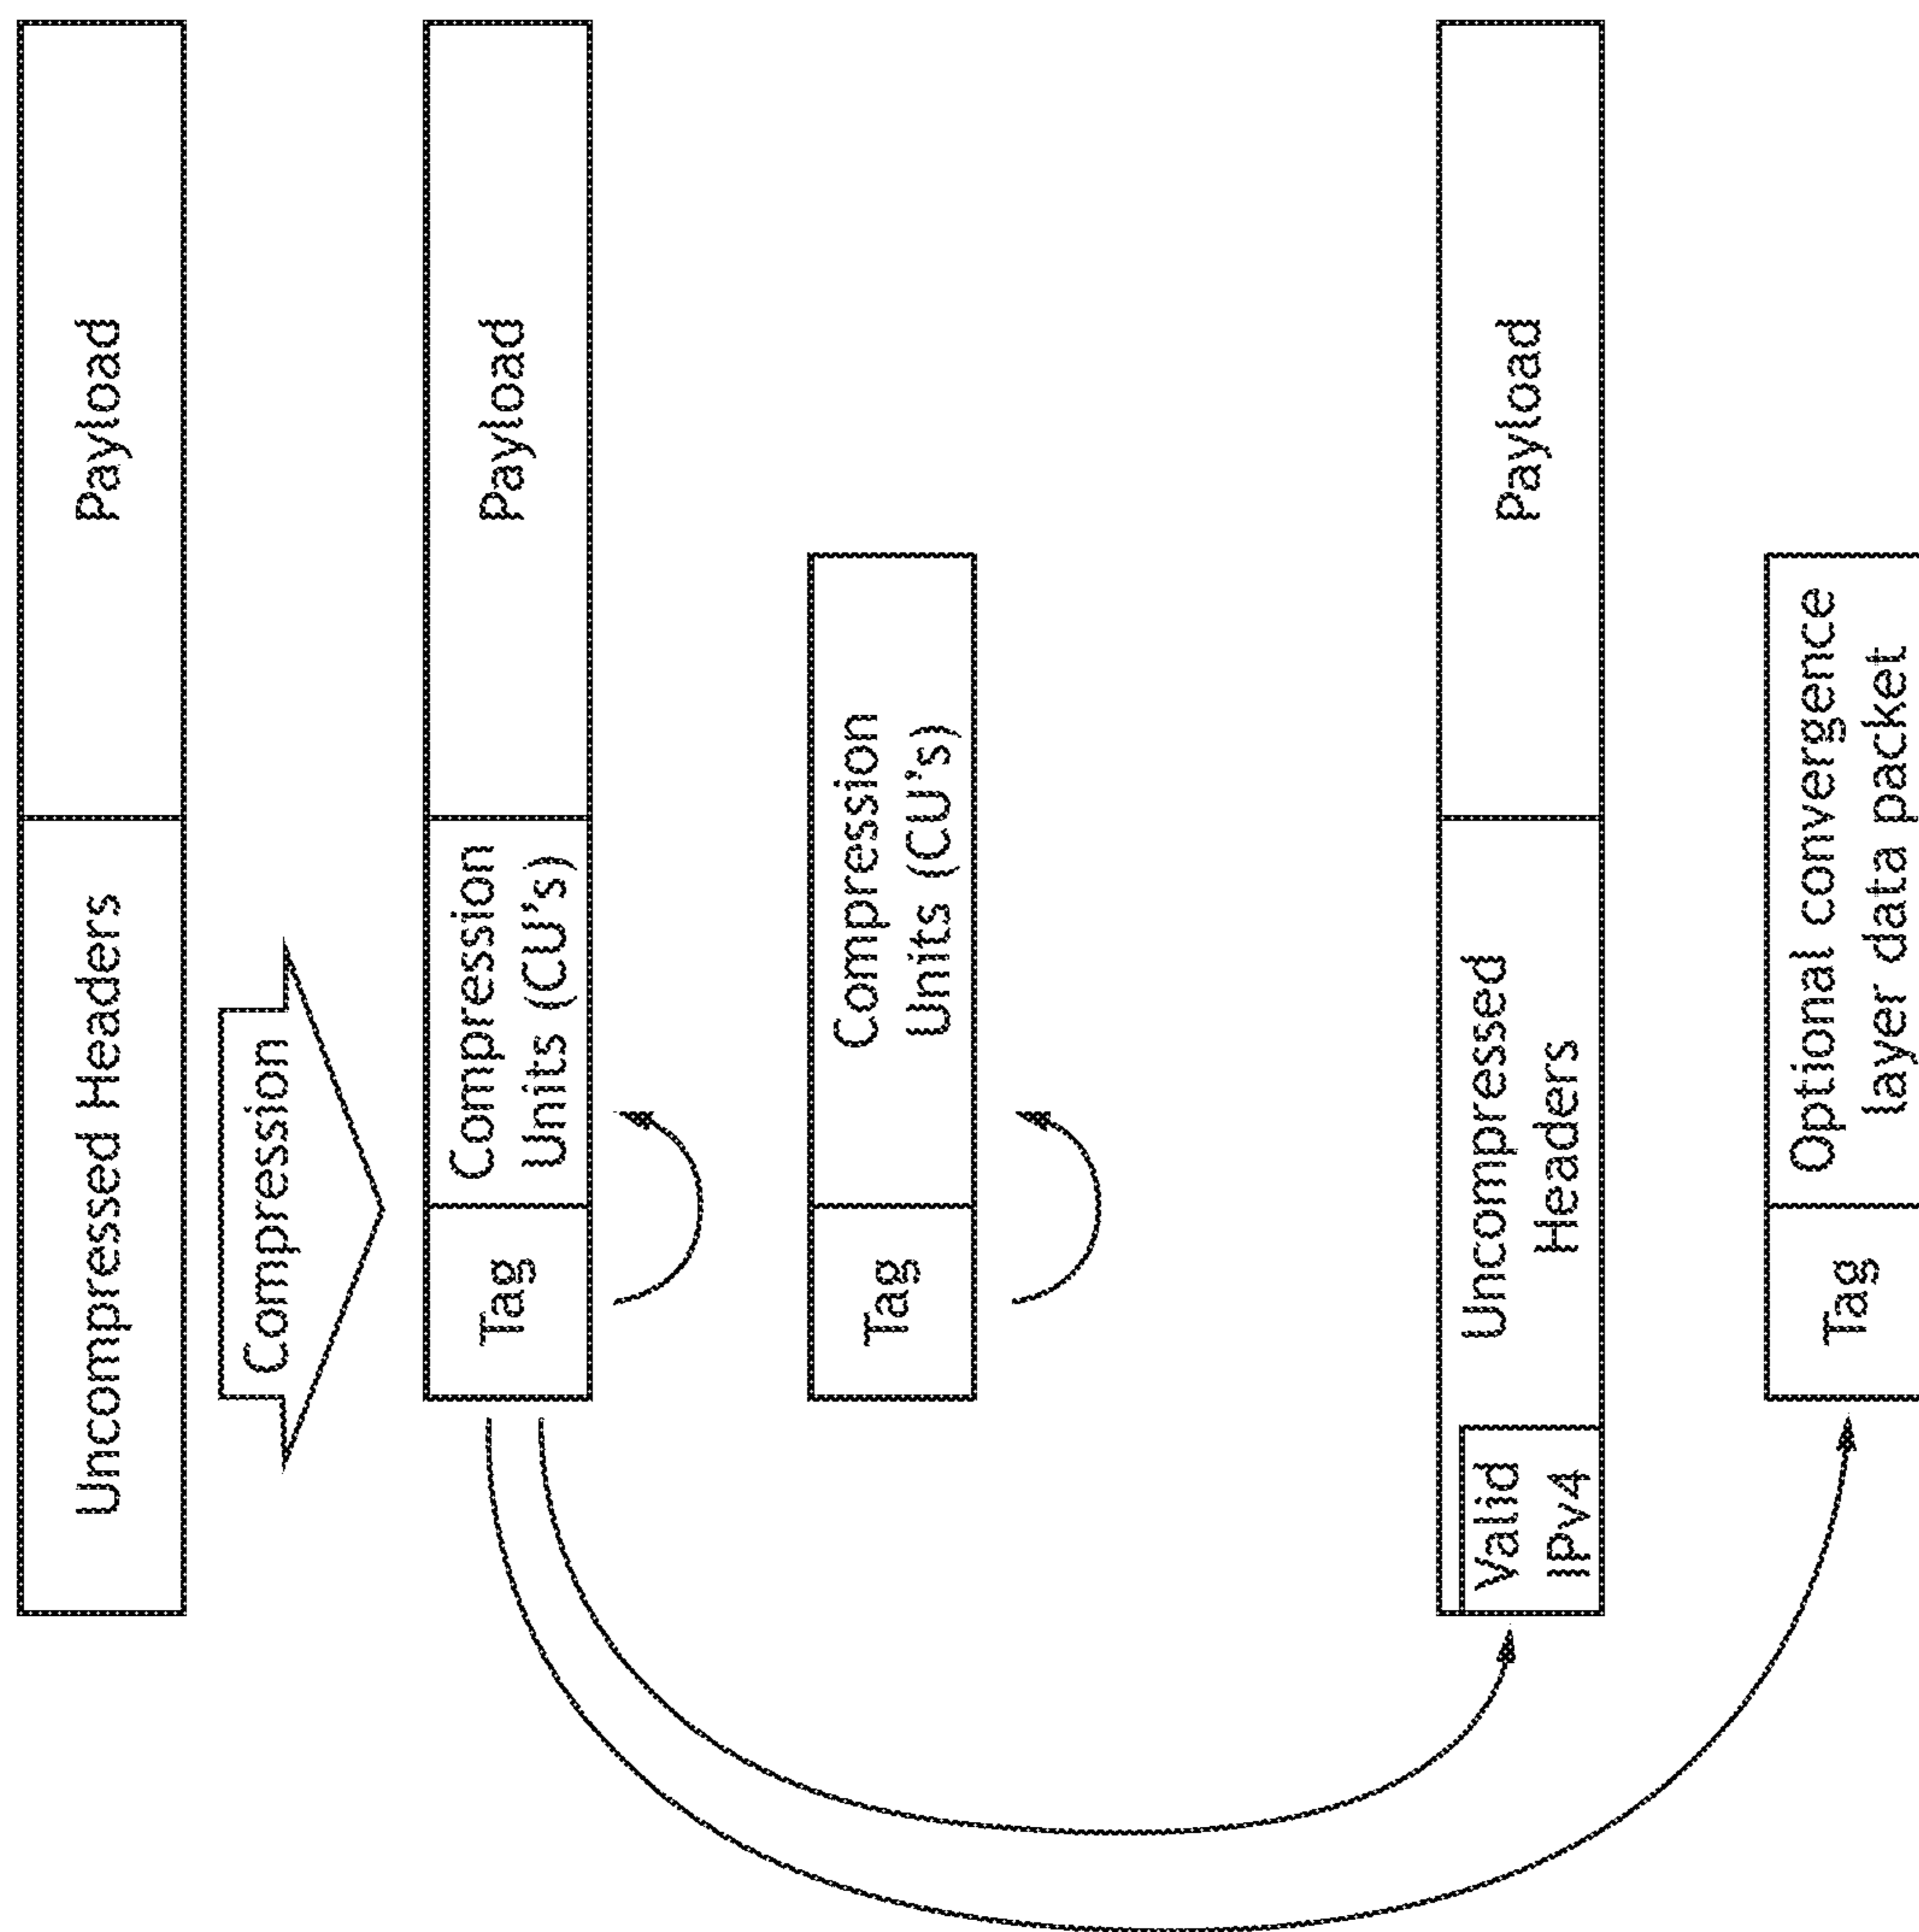 Uncompressed Headers
Payload
Compression
Tag
Compression
Units (CU's)
Payload
Tag
Compression
Units (CU's)
Valid
IPv4
Uncompressed
Headers
Payload
Tag
Optional convergence
layer data packet